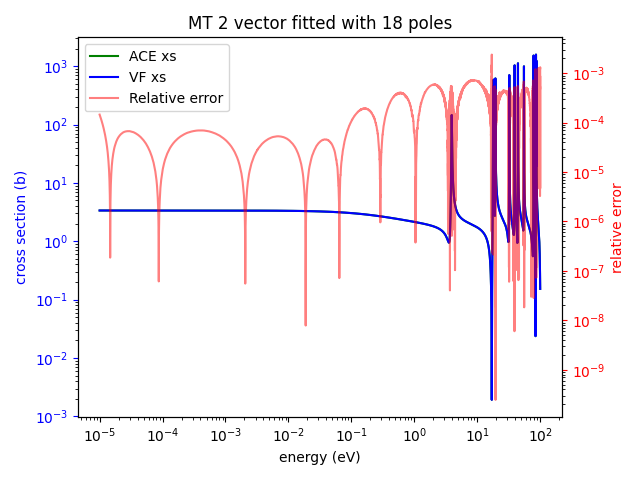 MT 2 vector fitted with 18 poles
ACE xs
VF xs
Relative error
cross section (b)
10^3
10^2
10^1
10^0
10^-1
10^-2
10^-3
10^-3
10^-4
10^-5
10^-6
10^-7
10^-8
10^-9
relative error
10^-5 10^-4 10^-3 10^-2 10^-1 10^0 10^1 10^2
energy (eV)